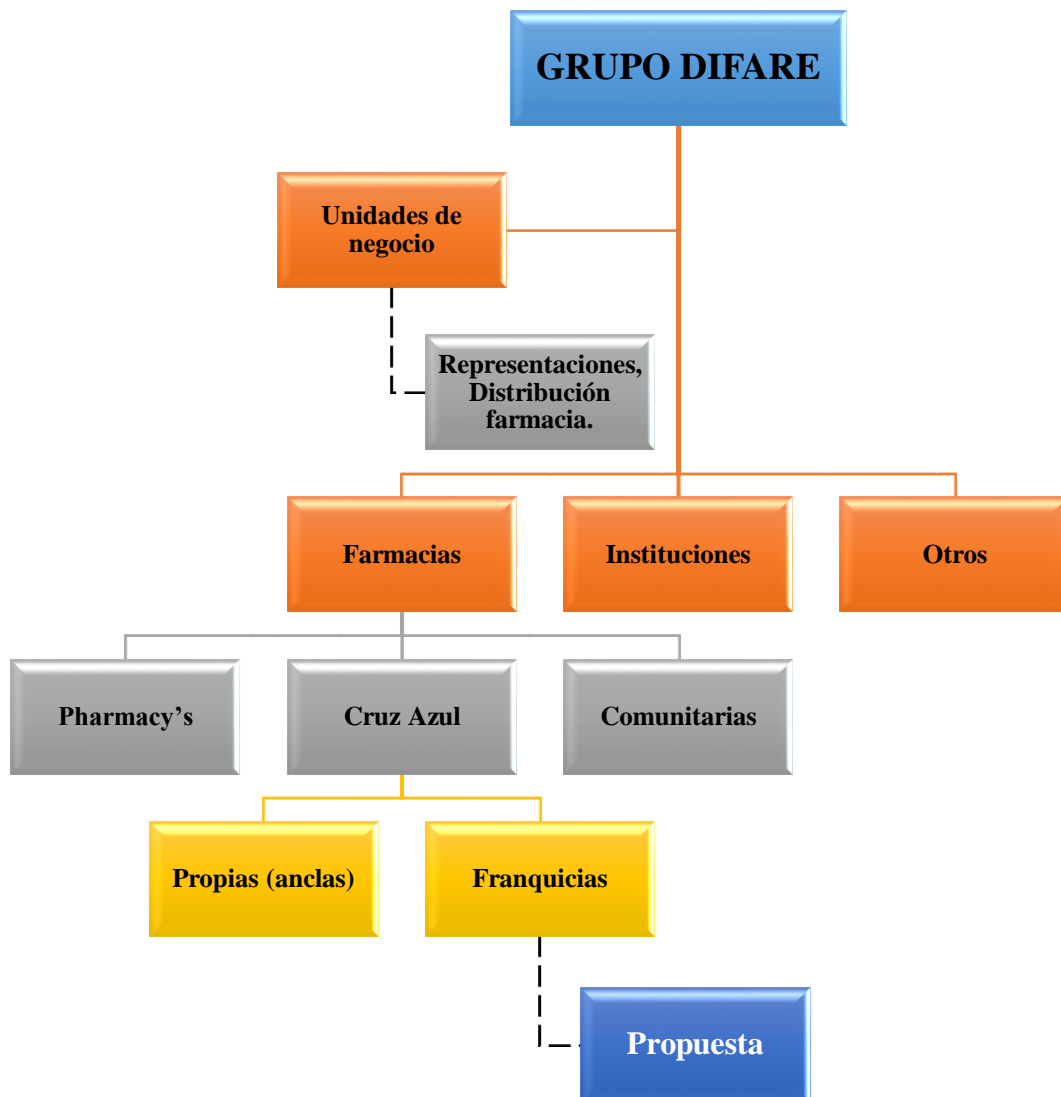 GRUPO DIFARE
Unidades de
negocio
Representaciones,
Distribución
farmacia.
Farmacias
Instituciones
Otros
Pharmacy’s
Cruz Azul
Comunitarias
Propias (anclas)
Franquicias
Propuesta